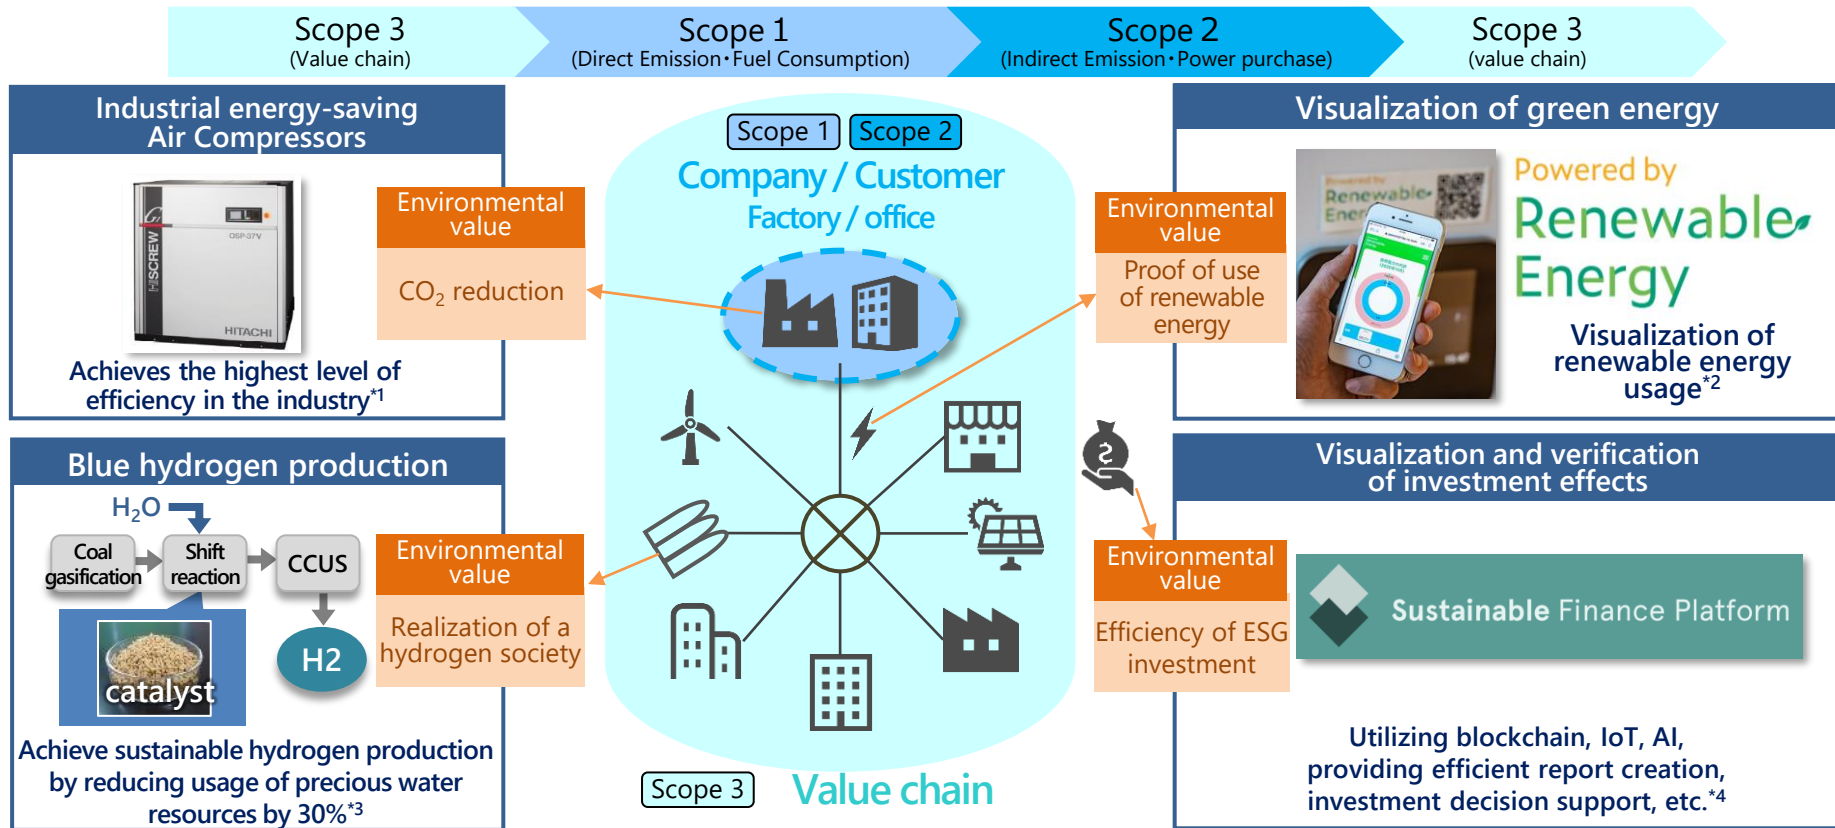 Scope 3
(Value chain)
Scope 1
(Direct Emission・Fuel Consumption)
Scope 2
(Indirect Emission・Power purchase)
Scope 3
(value chain)
Industrial energy-saving
Air Compressors
HISCREW
OSP-37V
HITACHI
Achieves the highest level of
efficiency in the industry*1
Environmental
value
CO2 reduction
Blue hydrogen production
H2O
Coal
gasification
Shift
reaction
CCUS
catalyst
H2
Achieve sustainable hydrogen production
by reducing usage of precious water
resources by 30%*3
Environmental
value
Realization of a
hydrogen society
Scope 1
Scope 2
Company / Customer
Factory / office
Scope 3
Value chain
Environmental
value
Proof of use
of renewable
energy
Visualization of green energy
Powered by
Renewable
Energy
Powered by
Renewable
Energy
Visualization of
renewable energy
usage*2
Environmental
value
Efficiency of ESG
investment
Visualization and verification
of investment effects
Sustainable Finance Platform
Utilizing blockchain, IoT, AI,
providing efficient report creation,
investment decision support, etc.*4